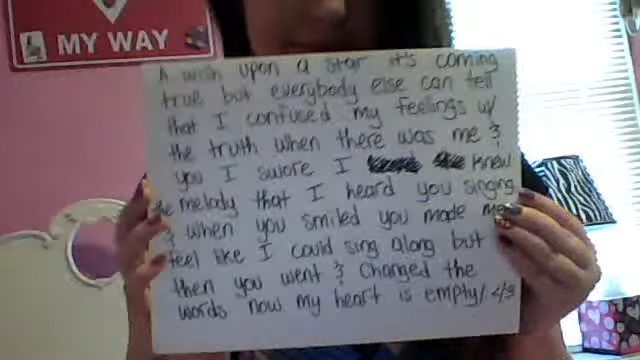 MY WAY
A wish upon a star it's coming
true but everybody else can tell
that I confused my feelings w/
the truth when there was me &
you I swore I knew
the melody that I heard you singing
& when you smiled you made me
feel like I could sing along but
then you went & changed the
words now my heart is empty/ </3